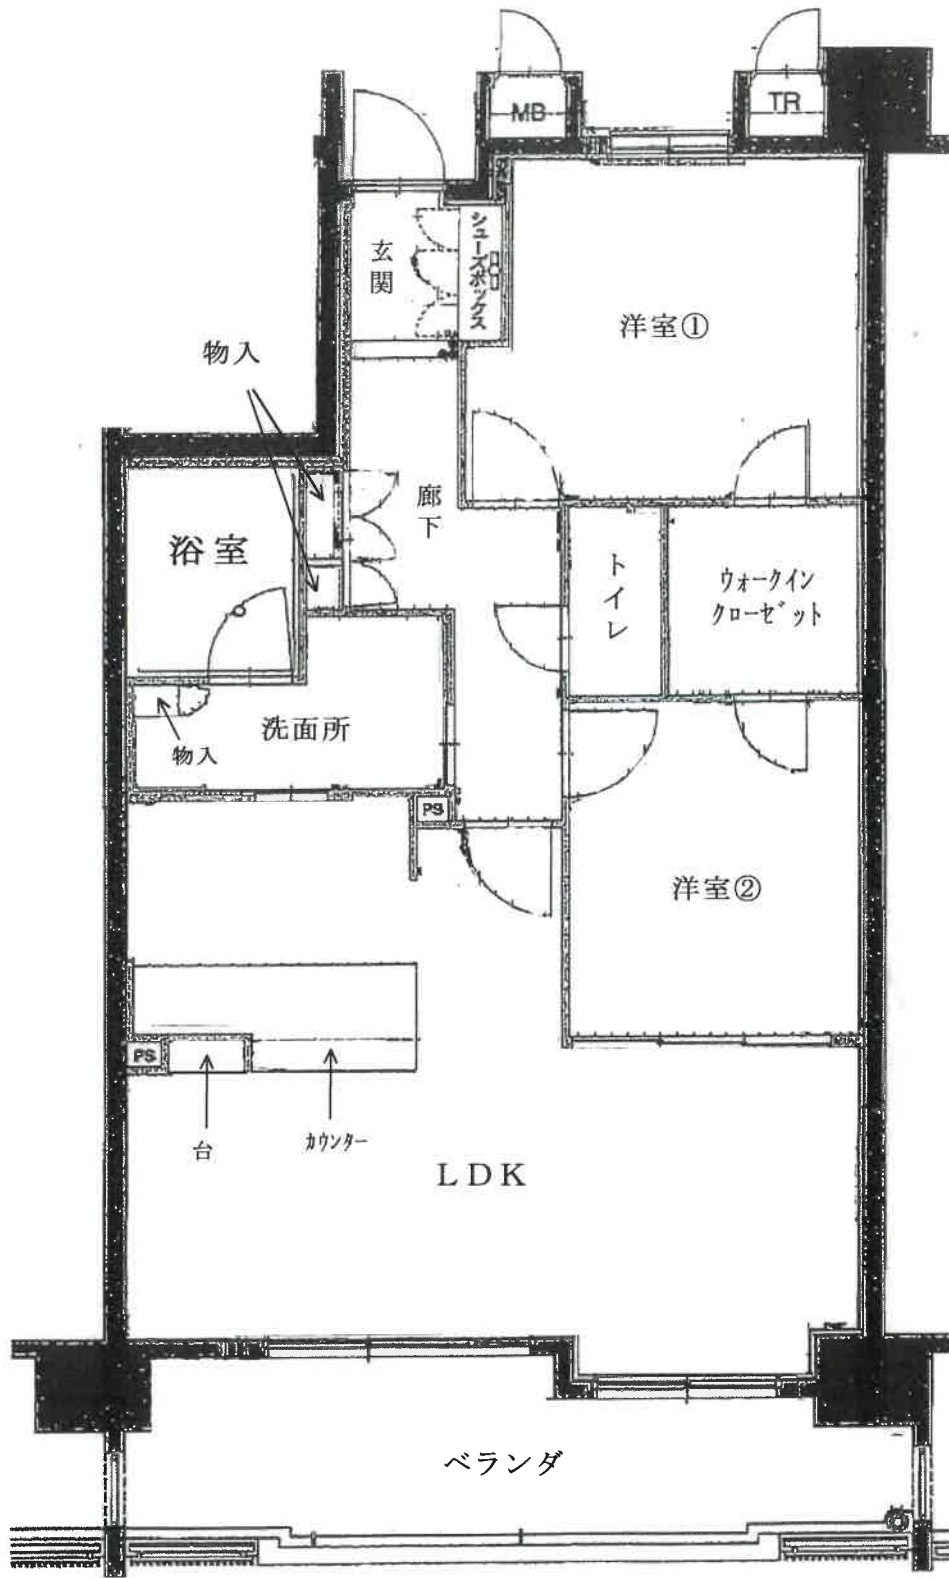 MB
TR
玄関
シューズボックス
洋室①
物入
廊下
浴室
トイレ
ウォークイン
クローゼット
洗面所
物入
PS
洋室②
PS
台
カウンター
LDK
ベランダ